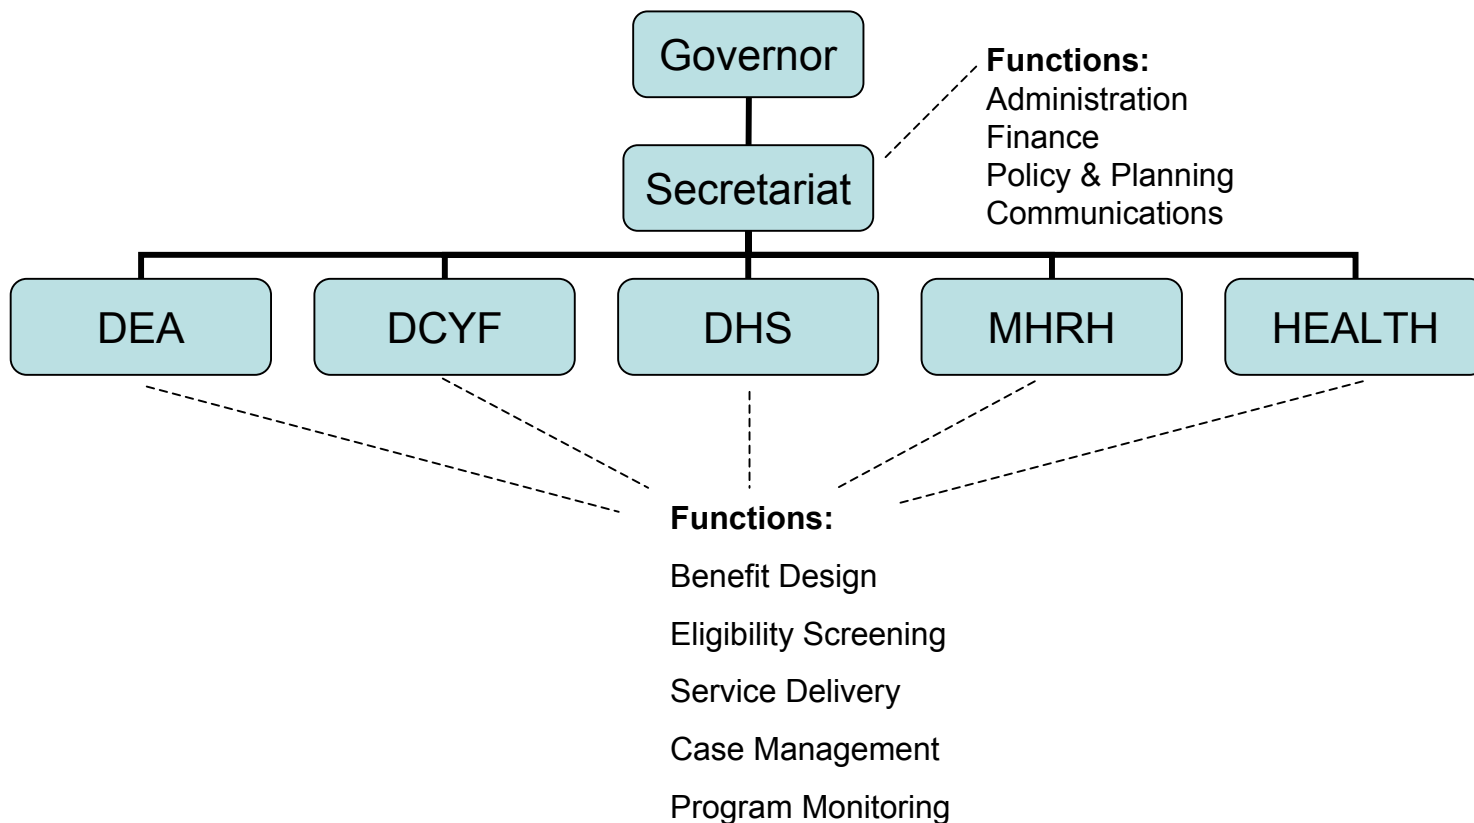 Governor
Functions:
Administration
Finance
Policy & Planning
Communications
Secretariat
DEA
DCYF
DHS
MHRH
HEALTH
Functions:
Benefit Design
Eligibility Screening
Service Delivery
Case Management
Program Monitoring